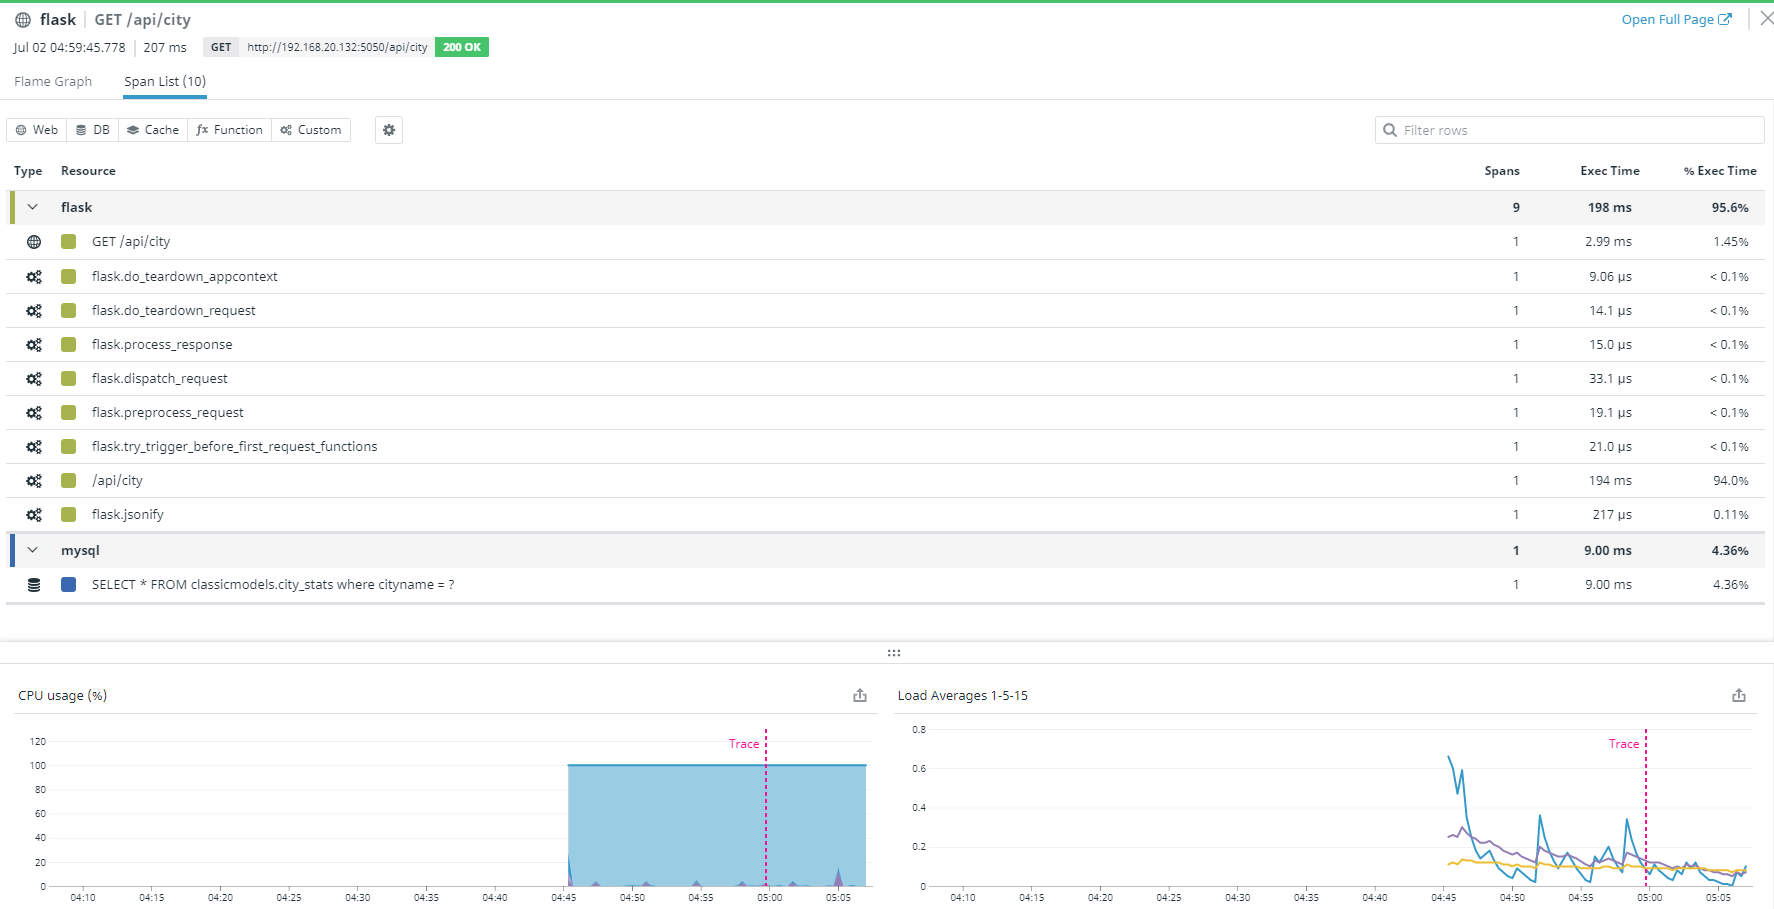 flask GET /api/city Open Full Page
Jul 02 04:59:45.778 207 ms GET http://192.168.20.132:5050/api/city 200 OK
Flame Graph Span List (10)
Web DB Cache Function Custom Filter rows
Type Resource Spans Exec Time % Exec Time
flask 9 198 ms 95.6%
GET /api/city 1 2.99 ms 1.45%
flask.do_teardown_appcontext 1 9.06 μs < 0.1%
flask.do_teardown_request 1 14.1 μs < 0.1%
flask.process_response 1 15.0 μs < 0.1%
flask.dispatch_request 1 33.1 μs < 0.1%
flask.preprocess_request 1 19.1 μs < 0.1%
flask.try_trigger_before_first_request_functions 1 21.0 μs < 0.1%
/api/city 1 194 ms 94.0%
flask.jsonify 1 217 μs 0.11%
mysql 1 9.00 ms 4.36%
SELECT * FROM classicmodels.city_stats where cityname = ? 1 9.00 ms 4.36%
CPU usage (%)
120
100
80
60
40
20
0
Trace
04:10 04:15 04:20 04:25 04:30 04:35 04:40 04:45 04:50 04:55 05:00 05:05
Load Averages 1-5-15
0.8
0.6
0.4
0.2
0
Trace
04:10 04:15 04:20 04:25 04:30 04:35 04:40 04:45 04:50 04:55 05:00 05:05